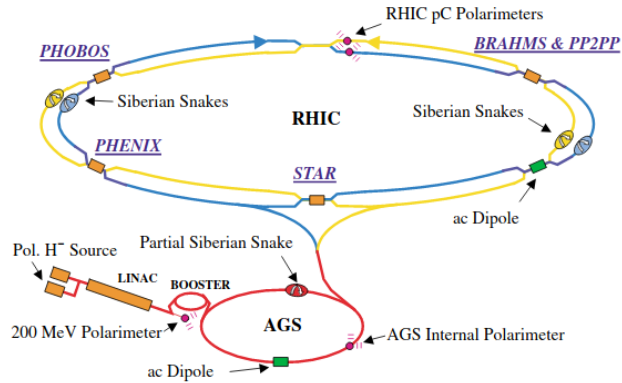 RHIC pC Polarimeters
PHOBOS
BRAHMS & PP2PP
Siberian Snakes
Siberian Snakes
RHIC
PHENIX
STAR
ac Dipole
Partial Siberian Snake
Pol. H⁻ Source
LINAC
BOOSTER
AGS
200 MeV Polarimeter
AGS Internal Polarimeter
ac Dipole